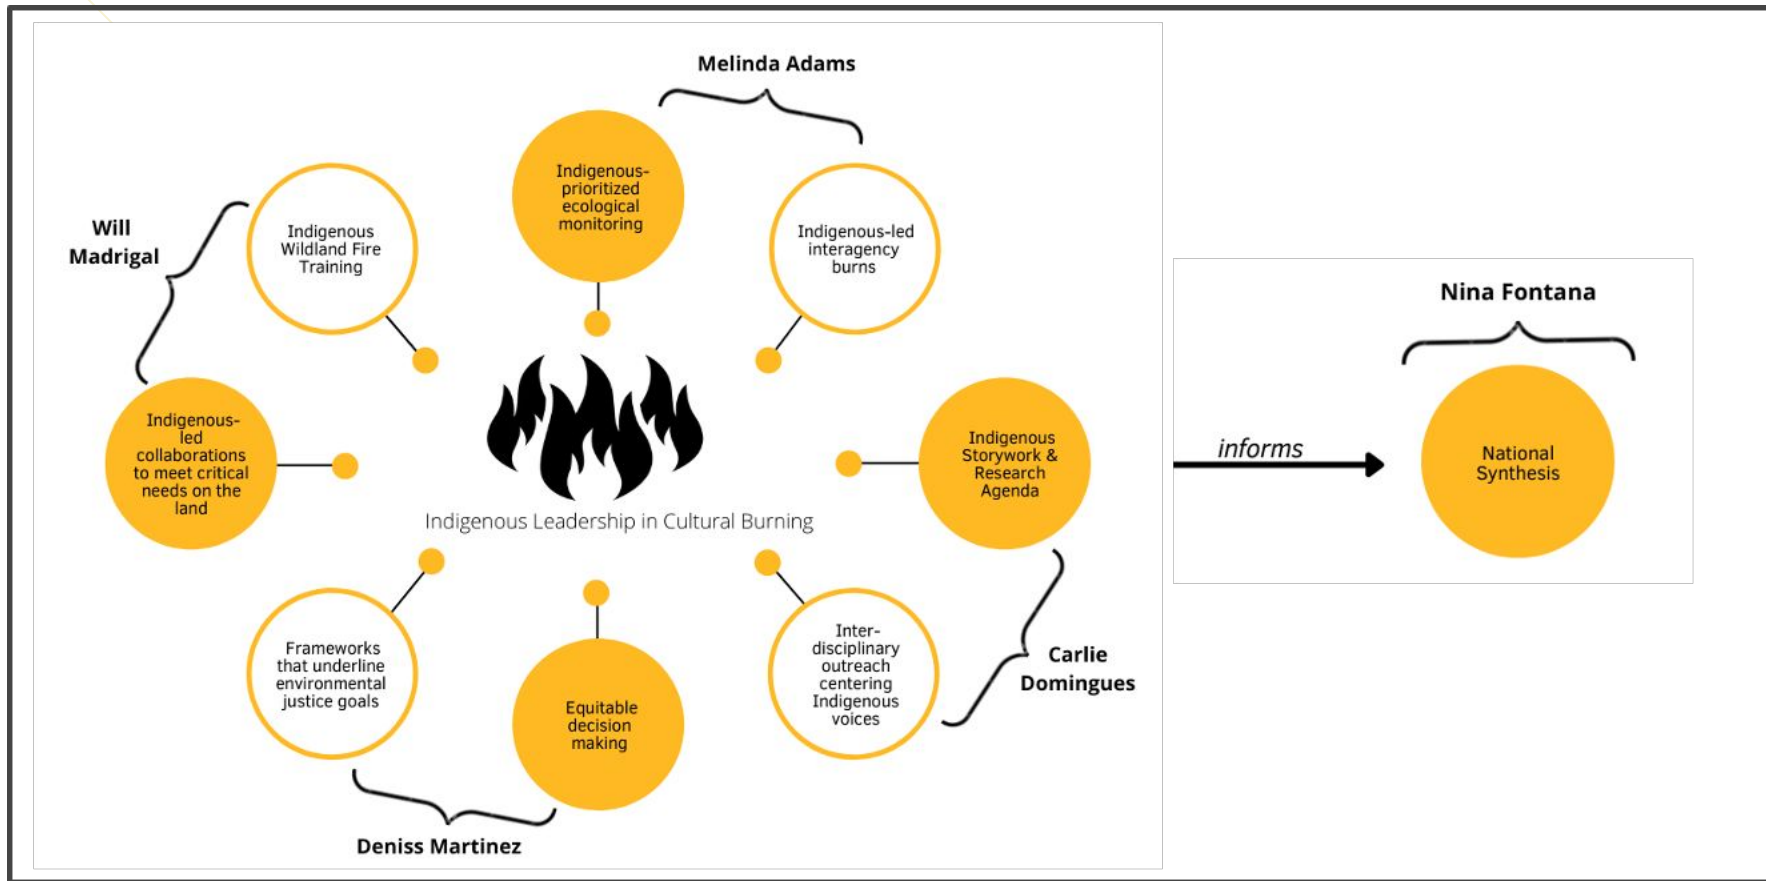 Melinda Adams
Indigenous-
prioritized
ecological
monitoring
Indigenous-led
interagency
burns
Will
Madrigal
Indigenous
Wildland Fire
Training
Indigenous-
led
collaborations
to meet critical
needs on the
land
Indigenous
Storywork &
Research
Agenda
Indigenous Leadership in Cultural Burning
Frameworks
that underline
environmental
justice goals
Equitable
decision
making
Inter-
disciplinary
outreach
centering
Indigenous
voices
Carlie
Domingues
Deniss Martinez
informs
Nina Fontana
National
Synthesis